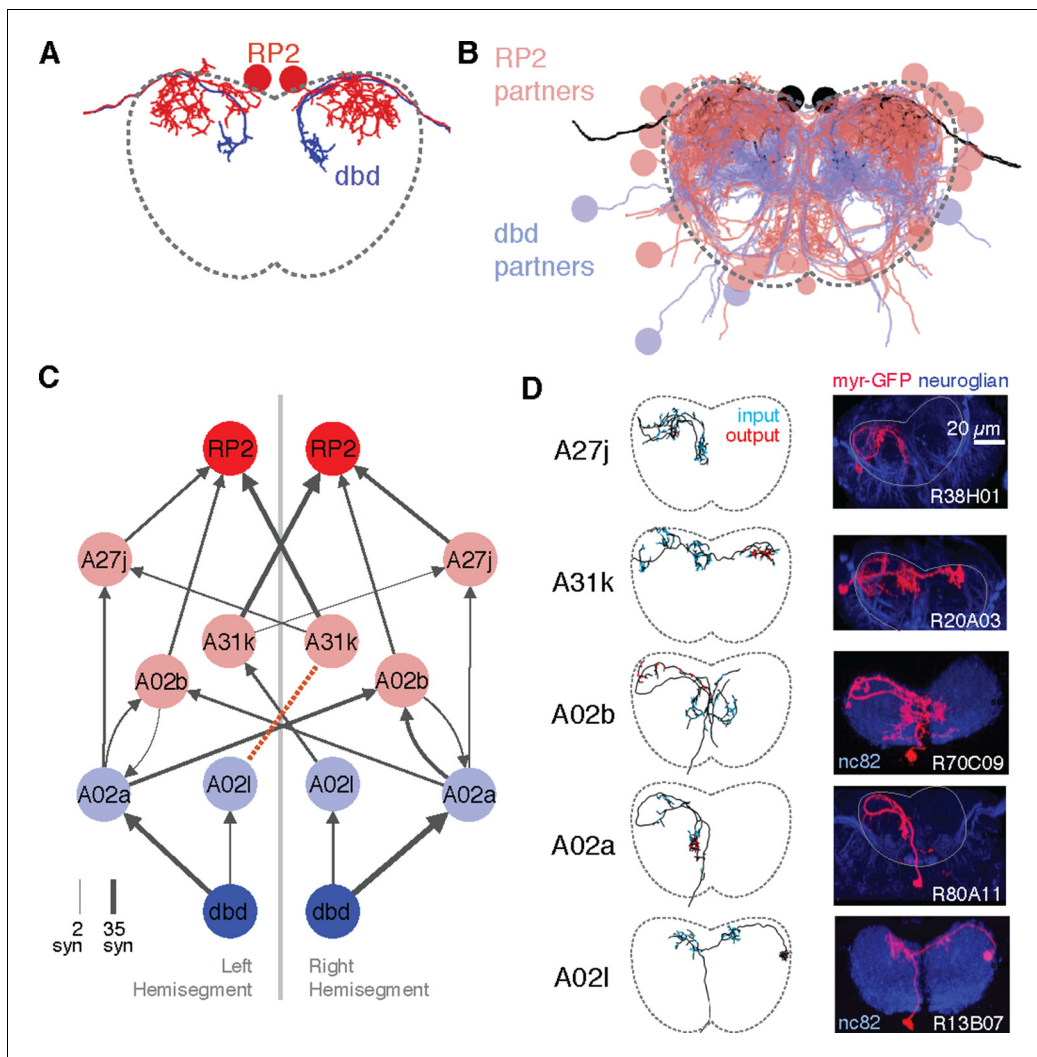 A
RP2
dbd
B
RP2
partners
dbd
partners
C
RP2
RP2
A27j
A27j
A31k
A31k
A02b
A02b
A02a
A02l
A02l
A02a
dbd
dbd
2
syn
35
syn
Left
Hemisegment
Right
Hemisegment
D
myr-GFP neuroglian
A27j
input
output
20 µm
R38H01
A31k
R20A03
A02b
nc82
R70C09
A02a
R80A11
A02l
nc82
R13B07